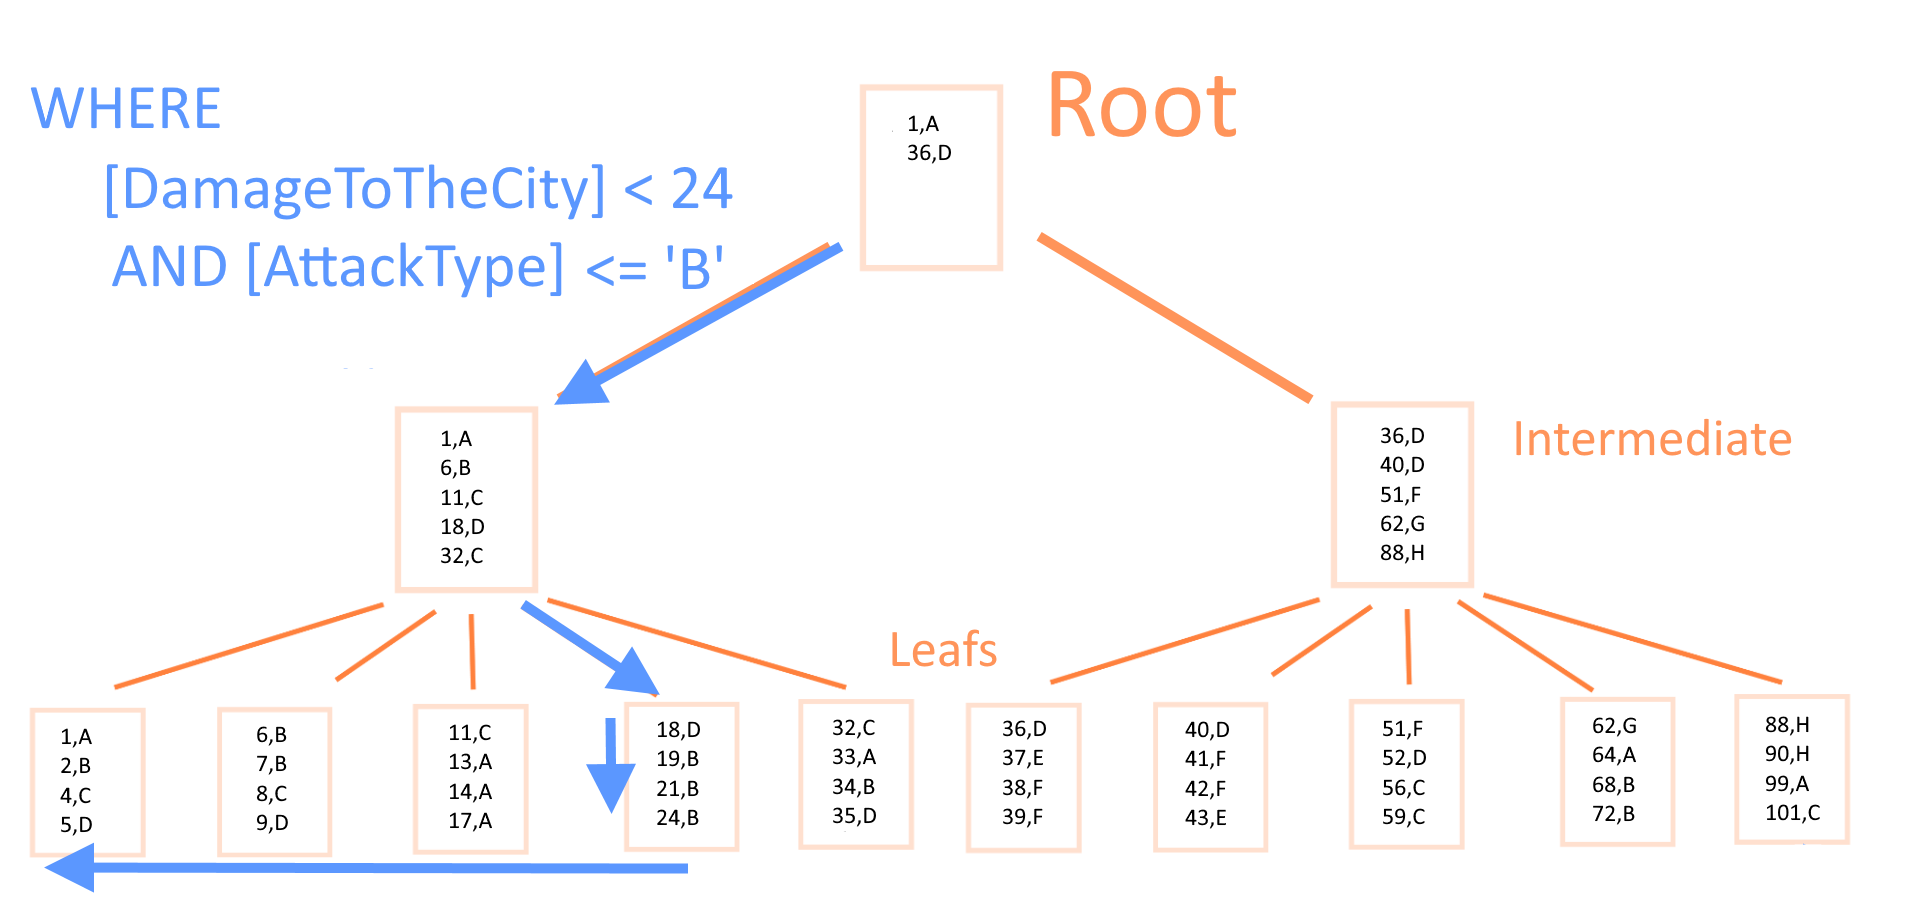 WHERE
[DamageToTheCity] < 24
AND [AttackType] <= 'B'
Root
1,A
36,D
1,A
6,B
11,C
18,D
32,C
Intermediate
36,D
40,D
51,F
62,G
88,H
Leafs
1,A
2,B
4,C
5,D
6,B
7,B
8,C
9,D
11,C
13,A
14,A
17,A
18,D
19,B
21,B
24,B
32,C
33,A
34,B
35,D
36,D
37,E
38,F
39,F
40,D
41,F
42,F
43,E
51,F
52,D
56,C
59,C
62,G
64,A
68,B
72,B
88,H
90,H
99,A
101,C